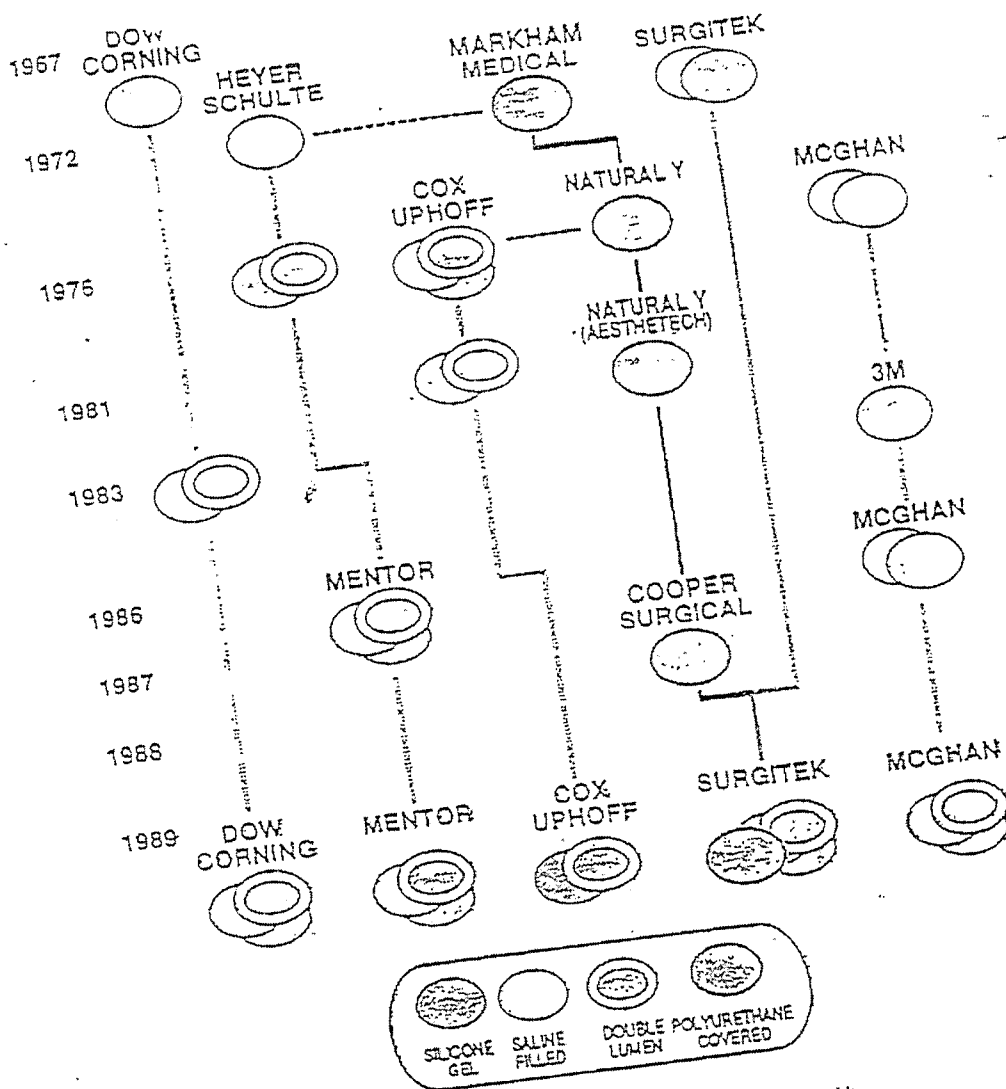 1967
DOW
CORNING
HEYER
SCHULTE
MARKHAM
MEDICAL
SURGITEK
1972
MCGHAN
COX
UPHOFF
NATURAL Y
1976
NATURAL Y
(AESTHETECH)
3M
1981
1983
MCGHAN
MENTOR
1986
COOPER
SURGICAL
1987
1988
1989
DOW
CORNING
MENTOR
COX
UPHOFF
SURGITEK
MCGHAN
SILICONE
GEL
SALINE
FILLED
DOUBLE
LUMEN
POLYURETHANE
COVERED